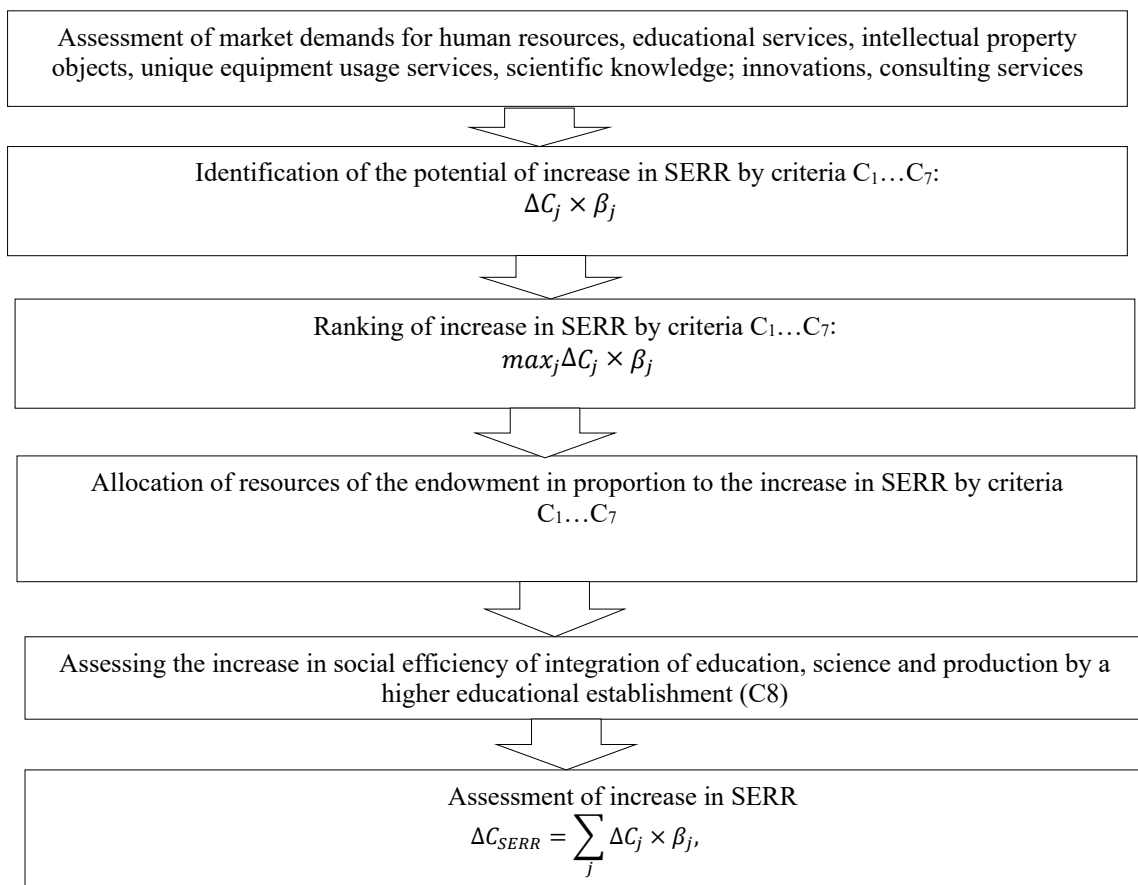 Assessment of market demands for human resources, educational services, intellectual property
objects, unique equipment usage services, scientific knowledge; innovations, consulting services
Identification of the potential of increase in SERR by criteria C₁…C₇:
Δ𝐶𝑗 × 𝛽𝑗
Ranking of increase in SERR by criteria C₁…C₇:
𝑚𝑎𝑥𝑗Δ𝐶𝑗 × 𝛽𝑗
Allocation of resources of the endowment in proportion to the increase in SERR by criteria
C₁…C₇
Assessing the increase in social efficiency of integration of education, science and production by a
higher educational establishment (C8)
Assessment of increase in SERR
Δ𝐶𝑆𝐸𝑅𝑅 = ∑𝑗 Δ𝐶𝑗 × 𝛽𝑗,